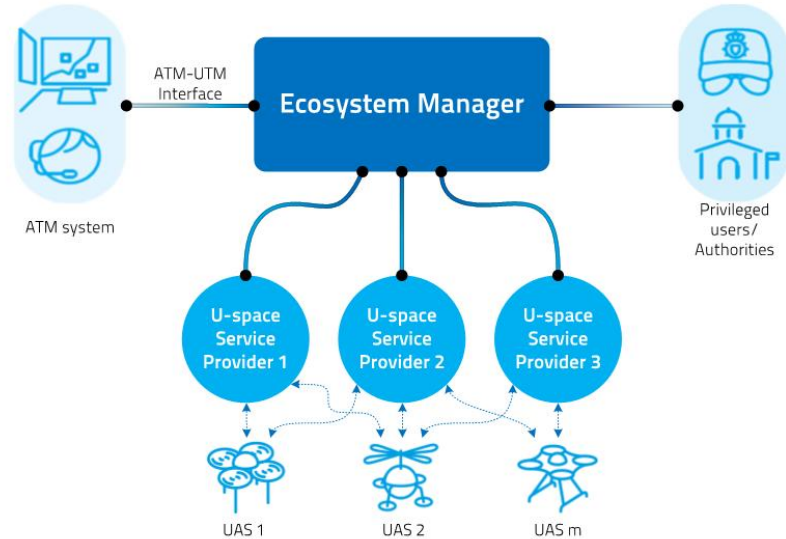 ATM-UTM
Interface
Ecosystem Manager
ATM system
Privileged
users/
Authorities
U-space
Service
Provider 1
U-space
Service
Provider 2
U-space
Service
Provider 3
UAS 1
UAS 2
UAS m